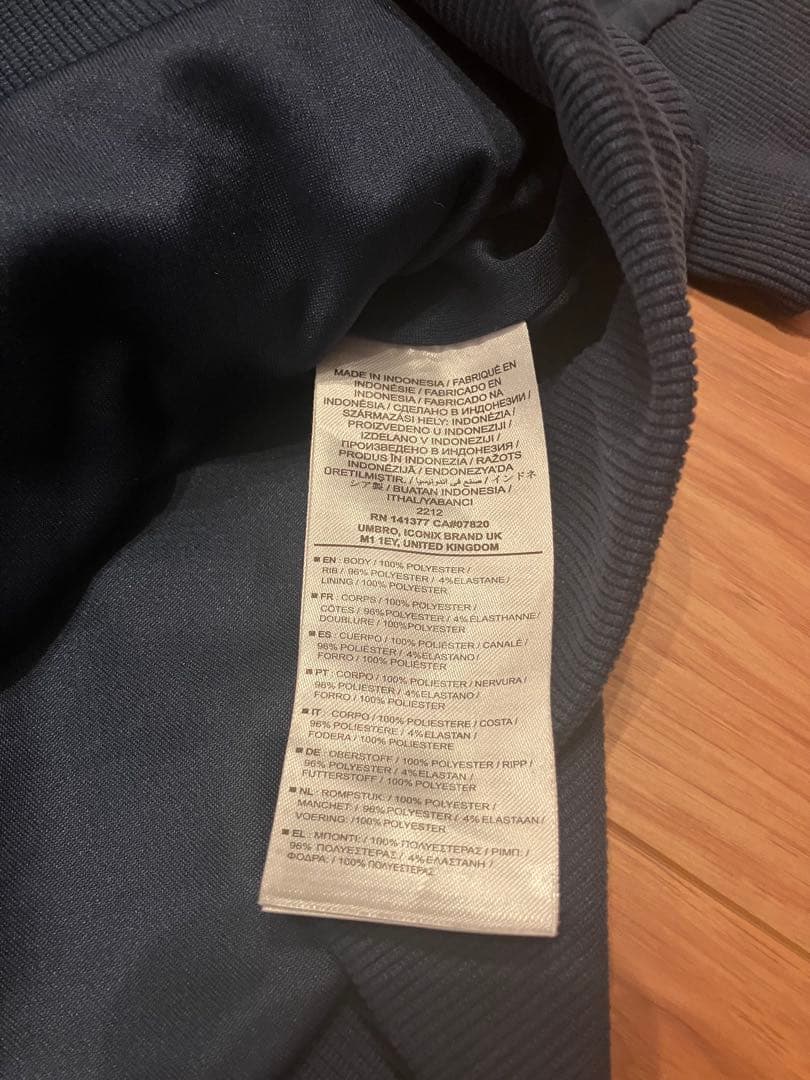 MADE IN INDONESIA / FABRIQUÉ EN
INDONÉSIE / FABRICADO EN
INDONESIA / FABRICADO NA
INDONÉSIA / СДЕЛАНО В ИНДОНЕЗИИ /
SZÁRMAZÁSI HELY: INDONÉZIA /
PROIZVEDENO U INDONEZIJI /
IZDELANO V INDONEZIJI /
ПРОИЗВЕДЕНО В ИНДОНЕЗИЯ /
PRODUS ÎN INDONEZIA / RAŽOTS
INDONĒZIJĀ / ENDONEZYA'DA
ÜRETILMIŞTIR. / صنع في اندونيسيا / インドネ
シア製 / BUATAN INDONESIA /
ITHAL/YABANCI
2212
RN 141377 CA#07820
UMBRO, ICONIX BRAND UK
M1 1EY, UNITED KINGDOM
■ EN : BODY / 100% POLYESTER /
RIB / 96% POLYESTER / 4%ELASTANE /
LINING / 100% POLYESTER
■ FR : CORPS / 100% POLYESTER /
CÔTES / 96%POLYESTER / 4%ÉLASTHANNE /
DOUBLURE / 100%POLYESTER
■ ES : CUERPO / 100% POLIÉSTER / CANALÉ /
96% POLIÉSTER / 4%ELASTANO /
FORRO / 100% POLIÉSTER
■ PT : CORPO / 100% POLIÉSTER / NERVURA /
96% POLIÉSTER / 4%ELASTANO /
FORRO / 100% POLIÉSTER
■ IT : CORPO / 100% POLIESTERE / COSTA /
96% POLIESTERE / 4%ELASTAN /
FODERA / 100% POLIESTERE
■ DE : OBERSTOFF / 100% POLYESTER / RIPP /
96% POLYESTER / 4%ELASTAN /
FUTTERSTOFF / 100% POLYESTER
■ NL : ROMPSTUK: / 100% POLYESTER /
MANCHET: / 96%POLYESTER / 4%ELASTAAN /
VOERING: /100% POLYESTER
■ EL : ΜΠΟΝΤΙ: / 100% ΠΟΛΥΕΣΤΕΡΑΣ / ΡΙΜΠ: /
96% ΠΟΛΥΕΣΤΕΡΑΣ / 4%ΕΛΑΣΤΑΝΗ /
ΦΟΔΡΑ: / 100% ΠΟΛΥΕΣΤΕΡΑΣ